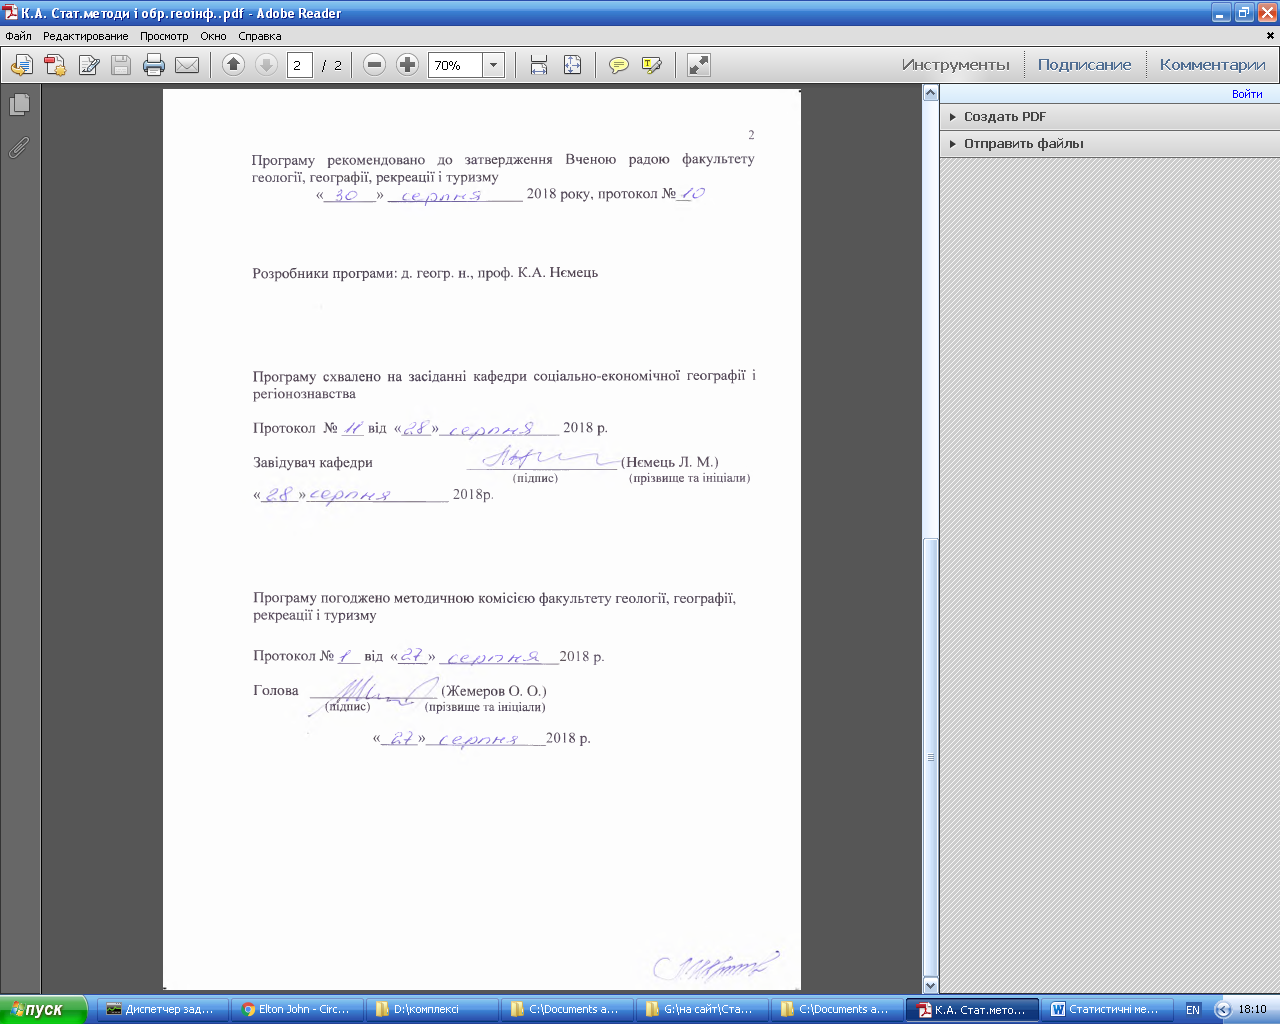 К.А. Стат.методи і обр.геоінф..pdf - Adobe Reader
Файл Редактирование Просмотр Окно Справка
2 / 2 70% Инструменты Подписание Комментарии
Войти
Создать PDF
Отправить файлы
2
Програму рекомендовано до затвердження Вченою радою факультету
геології, географії, рекреації і туризму
«30» серпня 2018 року, протокол №10
Розробники програми: д. геогр. н., проф. К.А. Нємець
Програму схвалено на засіданні кафедри соціально-економічної географії і
регіонознавства
Протокол № 11 від «28» серпня 2018 р.
Завідувач кафедри (Нємець Л. М.)
(підпис) (прізвище та ініціали)
«28» серпня 2018р.
Програму погоджено методичною комісією факультету геології, географії,
рекреації і туризму
Протокол № 1 від «27» серпня 2018 р.
Голова (Жемеров О. О.)
(підпис) (прізвище та ініціали)
«27» серпня 2018 р.
пуск Диспетчер зад... Elton John - Circ... D:\комплексі C:\Documents a... G:\на сайт\Ста... C:\Documents a... К.А. Стат.мето... Статистичні ме... EN 18:10